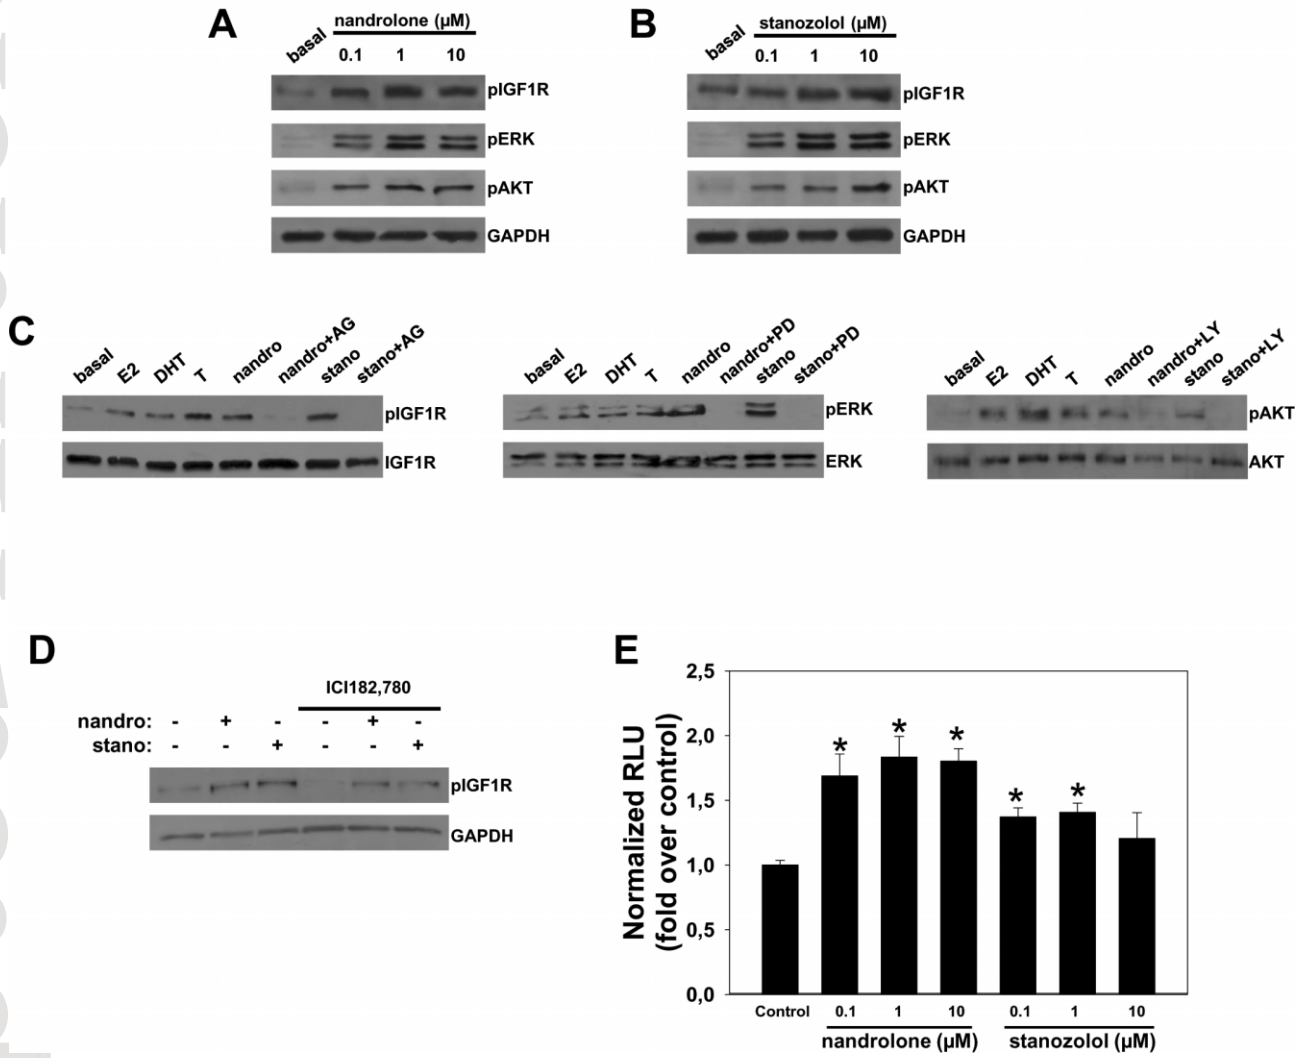 A
nandrolone (µM)
basal
0.1 1 10
pIGF1R
pERK
pAKT
GAPDH
B
stanozolol (µM)
basal
0.1 1 10
pIGF1R
pERK
pAKT
GAPDH
C
basal E2 DHT T nandro nandro+AG stano stano+AG
pIGF1R
IGF1R
basal E2 DHT T nandro nandro+PD stano stano+PD
pERK
ERK
basal E2 DHT T nandro nandro+LY stano stano+LY
pAKT
AKT
D
ICI182,780
nandro: - + - - + -
stano: - - + - - +
pIGF1R
GAPDH
E
Normalized RLU
(fold over control)
2,5
2,0
1,5
1,0
0,5
0,0
* * * * *
Control 0.1 1 10 0.1 1 10
nandrolone (µM) stanozolol (µM)